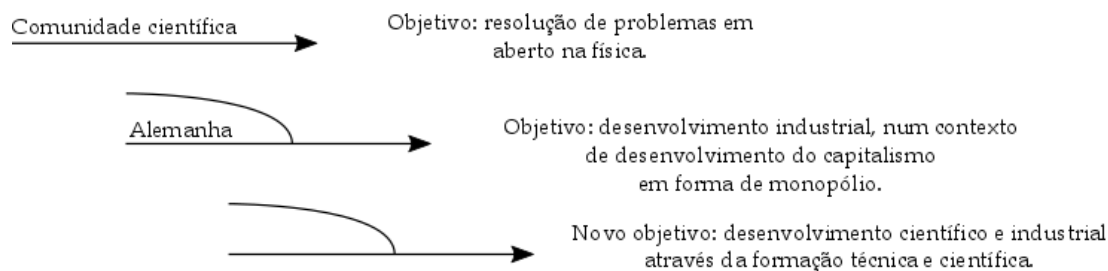 Comunidade científica
Objetivo: resolução de problemas em
aberto na física.
Alemanha
Objetivo: desenvolvimento industrial, num contexto
de desenvolvimento do capitalismo
em forma de monopólio.
Novo objetivo: desenvolvimento científico e industrial
através da formação técnica e científica.